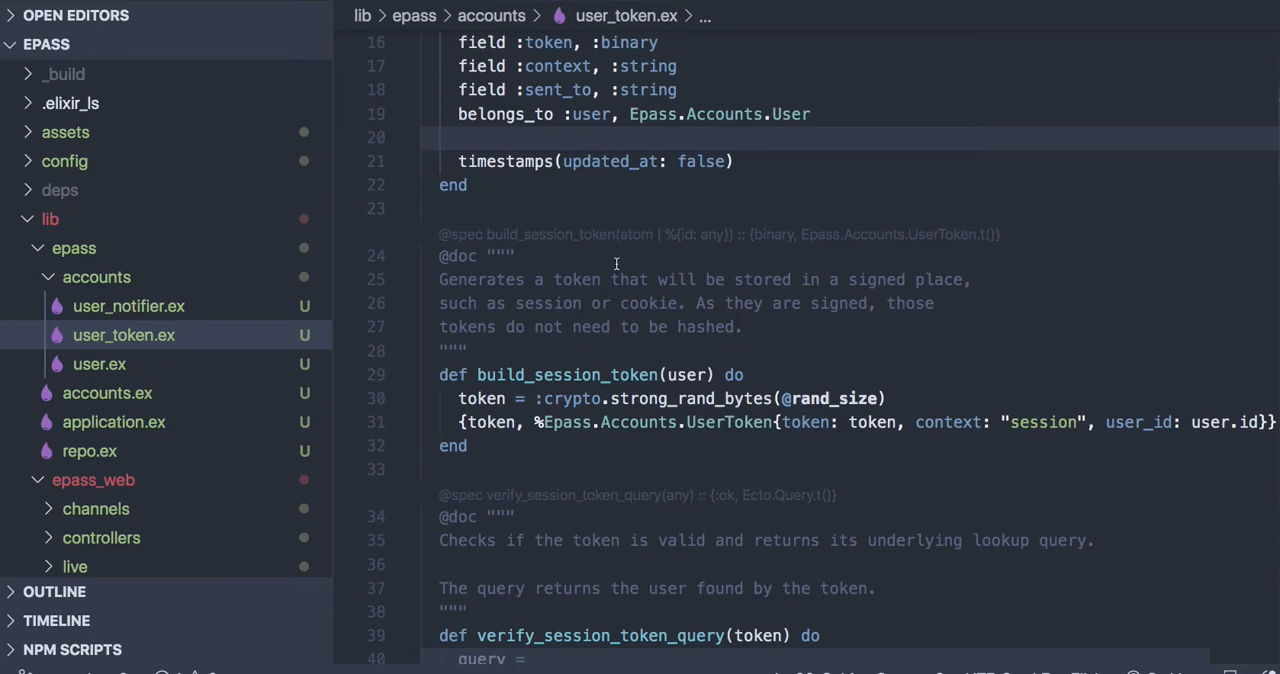 OPEN EDITORS
EPASS
_build
.elixir_ls
assets
config
deps
lib
epass
accounts
user_notifier.ex U
user_token.ex U
user.ex U
accounts.ex U
application.ex U
repo.ex U
epass_web
channels
controllers
live
OUTLINE
TIMELINE
NPM SCRIPTS
lib > epass > accounts > user_token.ex > ...
16 field :token, :binary
17 field :context, :string
18 field :sent_to, :string
19 belongs_to :user, Epass.Accounts.User
20
21 timestamps(updated_at: false)
22 end
23
@spec build_session_token(atom | %{id: any}) :: {binary, Epass.Accounts.UserToken.t()}
24 @doc """
25 Generates a token that will be stored in a signed place,
26 such as session or cookie. As they are signed, those
27 tokens do not need to be hashed.
28 """
29 def build_session_token(user) do
30 token = :crypto.strong_rand_bytes(@rand_size)
31 {token, %Epass.Accounts.UserToken{token: token, context: "session", user_id: user.id}}
32 end
33
@spec verify_session_token_query(any) :: {:ok, Ecto.Query.t()}
34 @doc """
35 Checks if the token is valid and returns its underlying lookup query.
36
37 The query returns the user found by the token.
38 """
39 def verify_session_token_query(token) do
40 query =